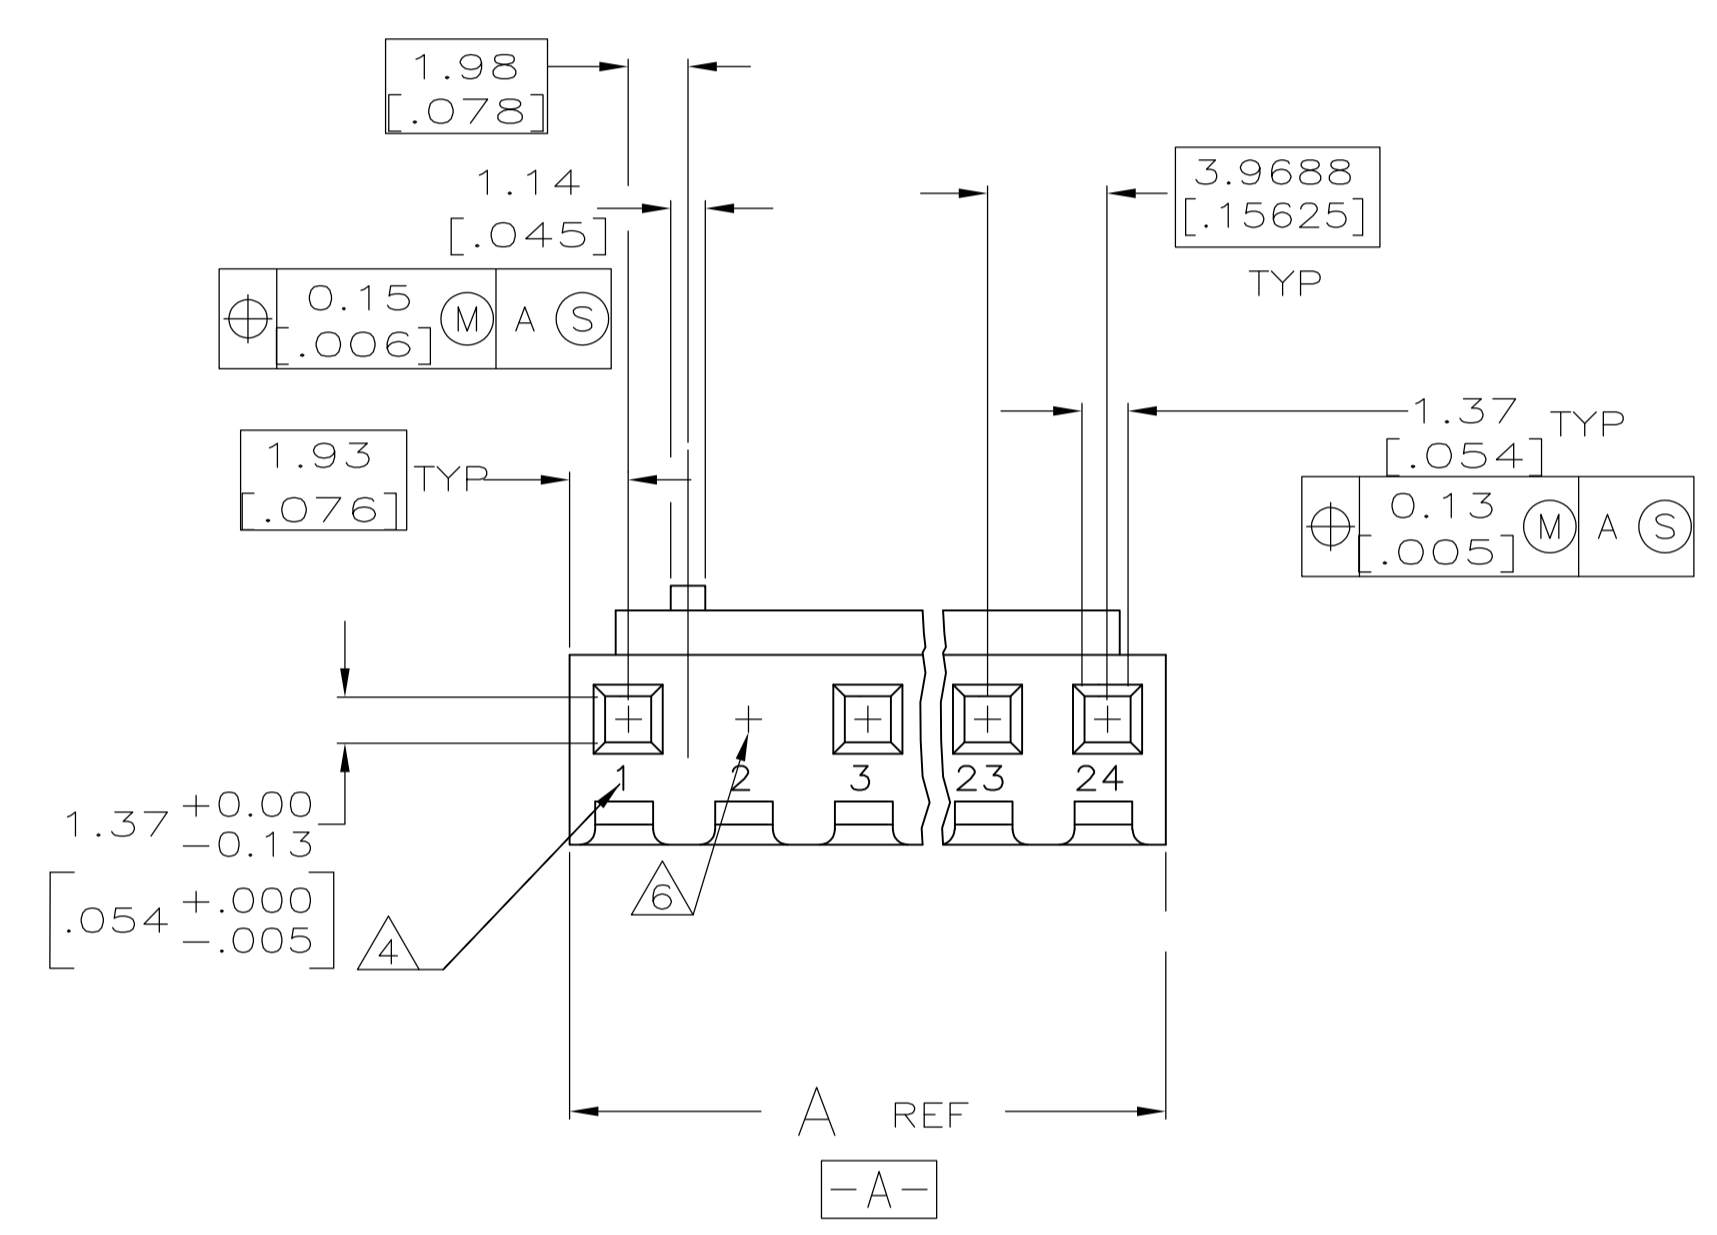 1.98
[.078]
1.14
[.045]
0.15
[.006] M A S
3.9688
[.15625]
TYP
1.37 TYP
[.054]
0.13
[.005] M A S
1.93
[.076] TYP
1 2 3 23 24
1.37 +0.00
-0.13
[.054 +.000
-.005]
4
6
A REF
-A-